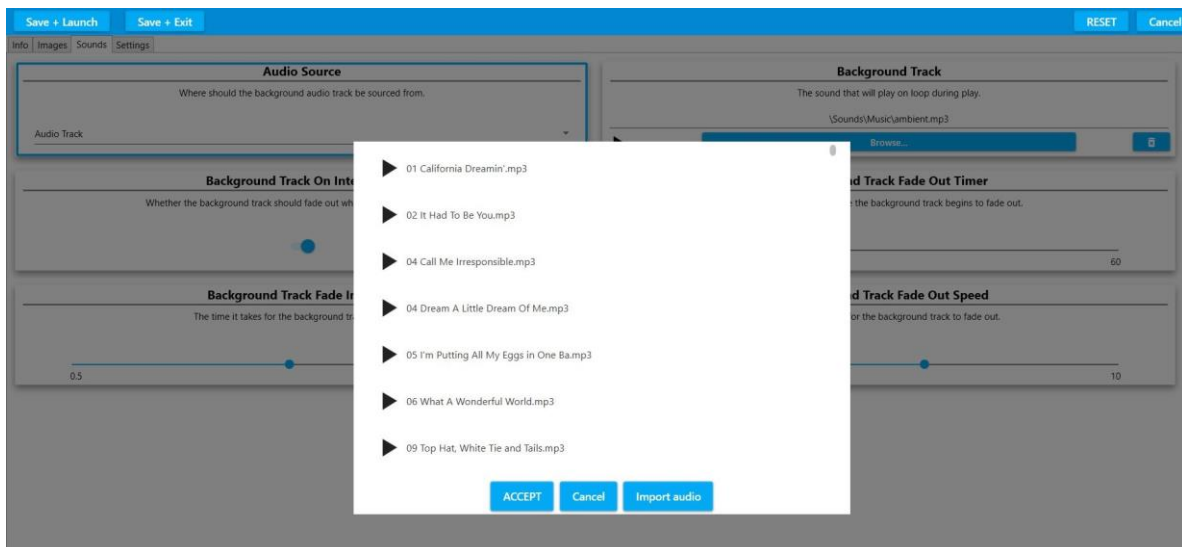 Save + Launch Save + Exit RESET Cancel
Info Images Sounds Settings
Audio Source
Where should the background audio track be sourced from.
Audio Track
Background Track
The sound that will play on loop during play.
\Sounds\Music\ambient.mp3
Browse...
Background Track On
Whether the background track should fade out
d Track Fade Out Timer
the background track begins to fade out.
60
Background Track Fade
The time it takes for the background
0.5
d Track Fade Out Speed
or the background track to fade out.
10
01 California Dreamin'.mp3
02 It Had To Be You.mp3
04 Call Me Irresponsible.mp3
04 Dream A Little Dream Of Me.mp3
05 I'm Putting All My Eggs in One Ba.mp3
06 What A Wonderful World.mp3
09 Top Hat, White Tie and Tails.mp3
ACCEPT Cancel Import audio